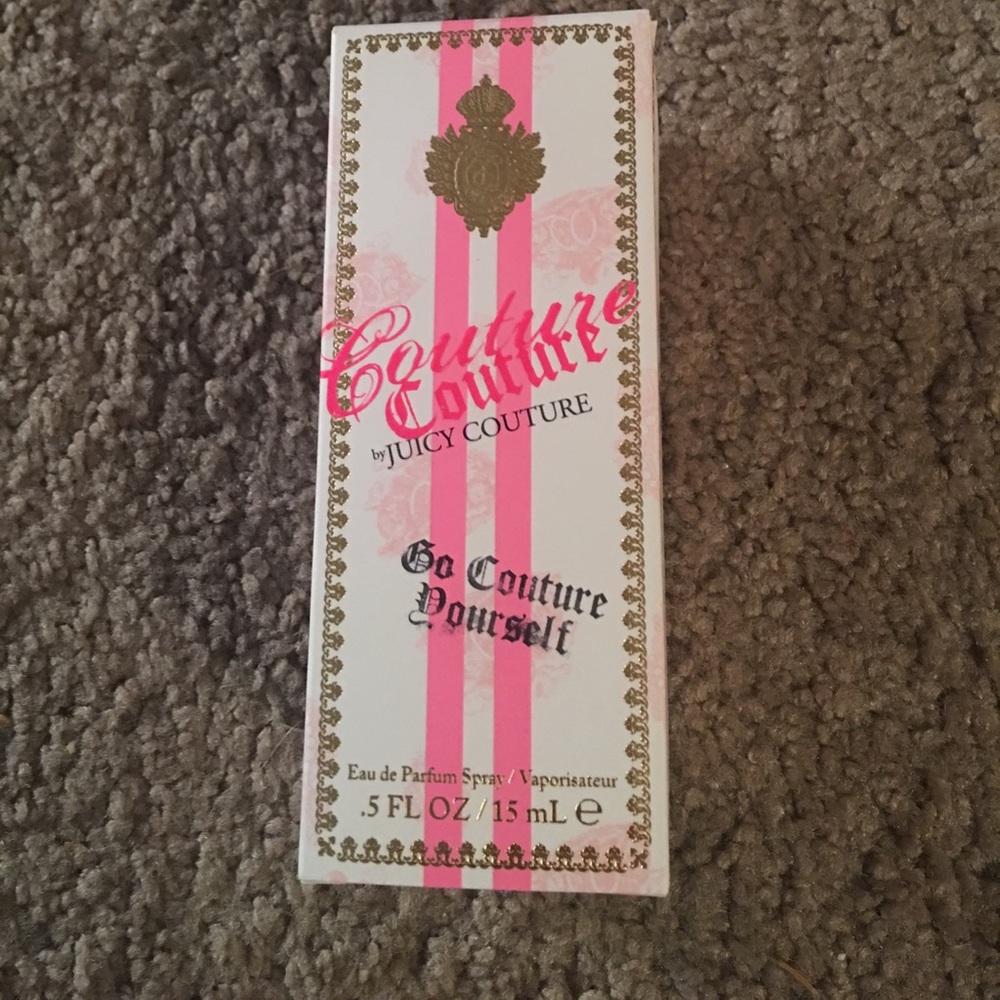 Couture
Couture
by JUICY COUTURE
Go Couture
Yourself
Eau de Parfum Spray / Vaporisateur
.5 FL OZ / 15 mL ℮